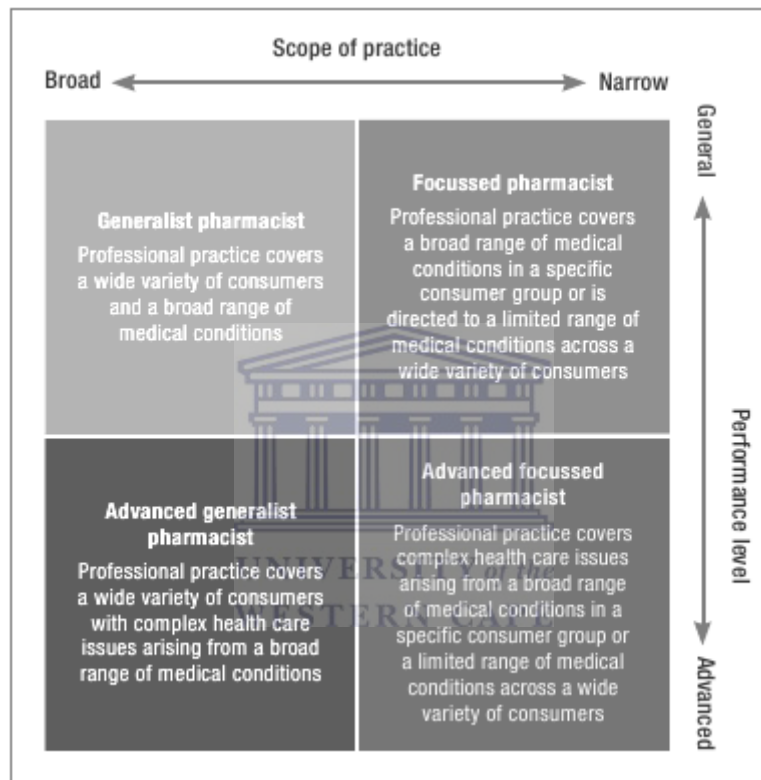 Scope of practice
Broad
Narrow
General
Generalist pharmacist
Professional practice covers
a wide variety of consumers
and a broad range of
medical conditions
Focussed pharmacist
Professional practice covers
a broad range of medical
conditions in a specific
consumer group or is
directed to a limited range of
medical conditions across a
wide variety of consumers
Performance level
Advanced generalist
pharmacist
Professional practice covers
a wide variety of consumers
with complex health care
issues arising from a broad
range of medical conditions
Advanced focussed
pharmacist
Professional practice covers
complex health care issues
arising from a broad range
of medical conditions in a
specific consumer group or
a limited range of medical
conditions across a wide
variety of consumers
Advanced
UNIVERSITY of the
WESTERN CAPE